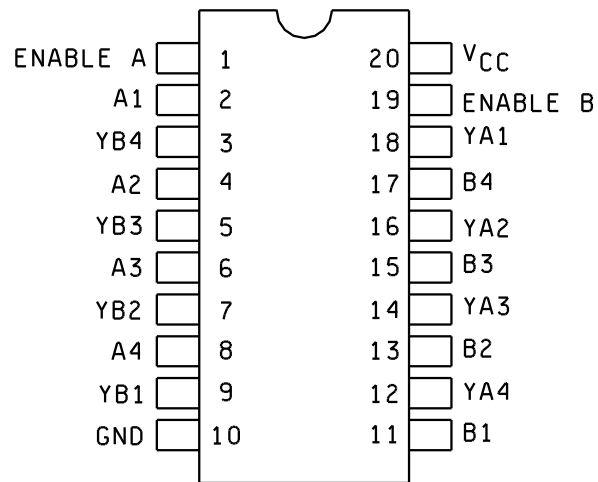 ENABLE A 1 20 VCC
A1 2 19 ENABLE B
YB4 3 18 YA1
A2 4 17 B4
YB3 5 16 YA2
A3 6 15 B3
YB2 7 14 YA3
A4 8 13 B2
YB1 9 12 YA4
GND 10 11 B1